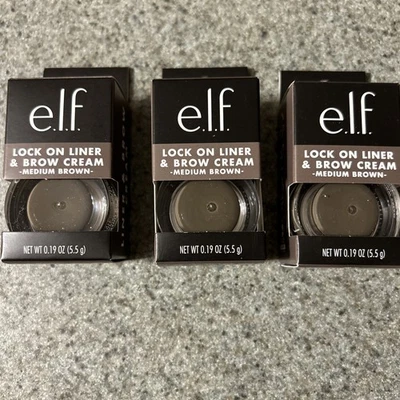 e.l.f.
LOCK ON LINER
& BROW CREAM
-MEDIUM BROWN-
NET WT 0.19 OZ (5.5 g)
e.l.f.
LOCK ON LINER
& BROW CREAM
-MEDIUM BROWN-
NET WT 0.19 OZ (5.5 g)
e.l.f.
LOCK ON LINER
& BROW CREAM
-MEDIUM BROWN-
NET WT 0.19 OZ (5.5 g)